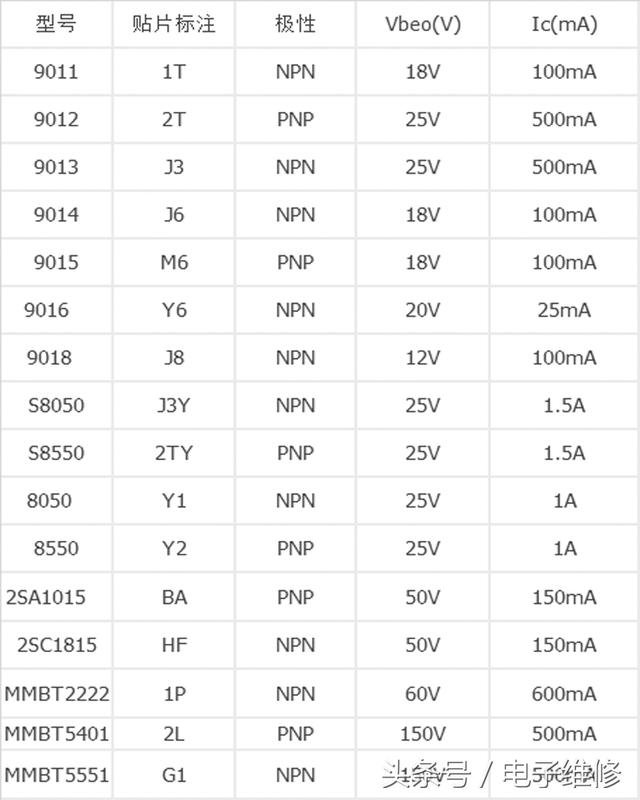 型号 贴片标注 极性 Vbeo(V) Ic(mA)
9011 1T NPN 18V 100mA
9012 2T PNP 25V 500mA
9013 J3 NPN 25V 500mA
9014 J6 NPN 18V 100mA
9015 M6 PNP 18V 100mA
9016 Y6 NPN 20V 25mA
9018 J8 NPN 12V 100mA
S8050 J3Y NPN 25V 1.5A
S8550 2TY PNP 25V 1.5A
8050 Y1 NPN 25V 1A
8550 Y2 PNP 25V 1A
2SA1015 BA PNP 50V 150mA
2SC1815 HF NPN 50V 150mA
MMBT2222 1P NPN 60V 600mA
MMBT5401 2L PNP 150V 500mA
MMBT5551 G1 NPN
头条号 / 电子维修